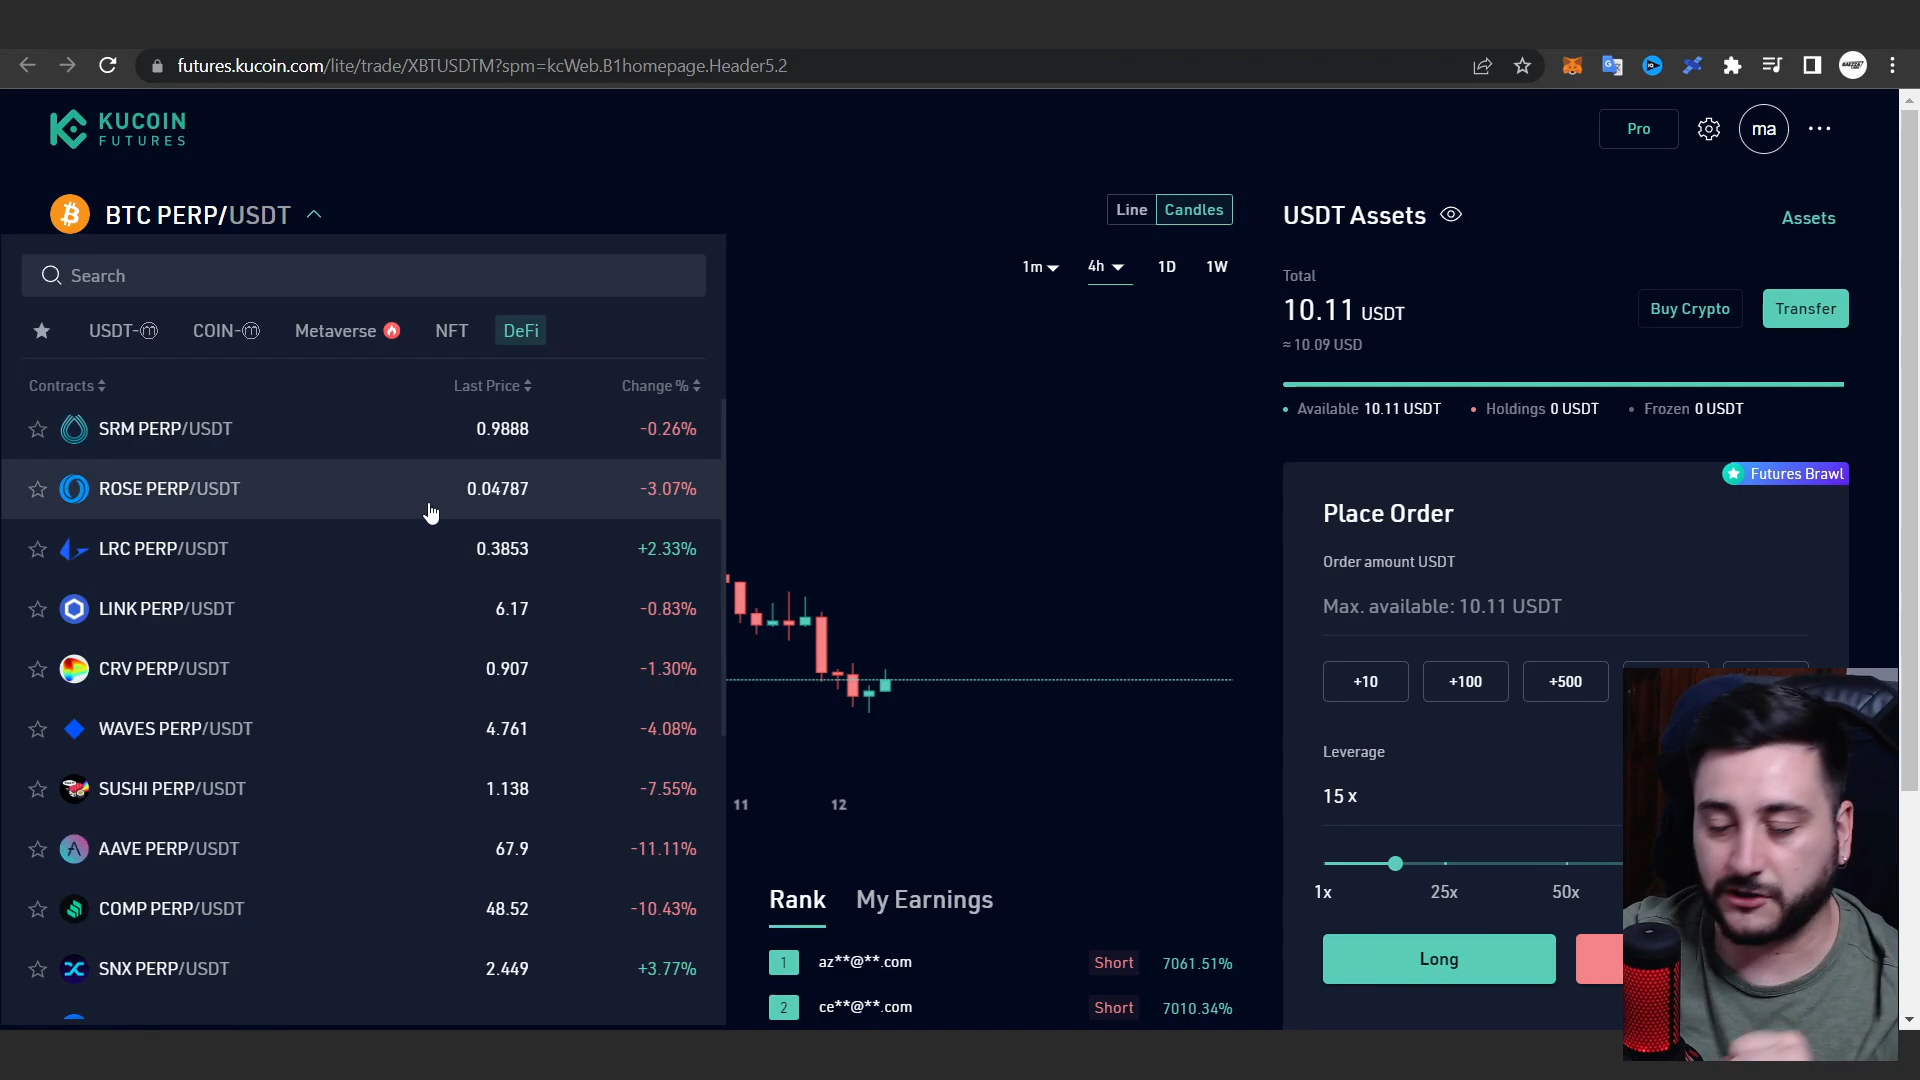 futures.kucoin.com/lite/trade/XBTUSDTM?spm=kcWeb.B1homepage.Header5.2
KUCOIN
FUTURES
Pro
ma
BTC PERP/USDT
Line Candles
USDT Assets
Assets
Search
1m 4h 1D 1W
Total
10.11 USDT
Buy Crypto
Transfer
≈ 10.09 USD
USDT-Ⓜ COIN-Ⓜ Metaverse NFT DeFi
Contracts Last Price Change %
Available 10.11 USDT Holdings 0 USDT Frozen 0 USDT
SRM PERP/USDT 0.9888 -0.26%
ROSE PERP/USDT 0.04787 -3.07%
LRC PERP/USDT 0.3853 +2.33%
LINK PERP/USDT 6.17 -0.83%
CRV PERP/USDT 0.907 -1.30%
WAVES PERP/USDT 4.761 -4.08%
SUSHI PERP/USDT 1.138 -7.55%
AAVE PERP/USDT 67.9 -11.11%
COMP PERP/USDT 48.52 -10.43%
SNX PERP/USDT 2.449 +3.77%
11 12
Rank My Earnings
1 az**@**.com Short 7061.51%
2 ce**@**.com Short 7010.34%
Futures Brawl
Place Order
Order amount USDT
Max. available: 10.11 USDT
+10 +100 +500
Leverage
15 x
1x 25x 50x
Long